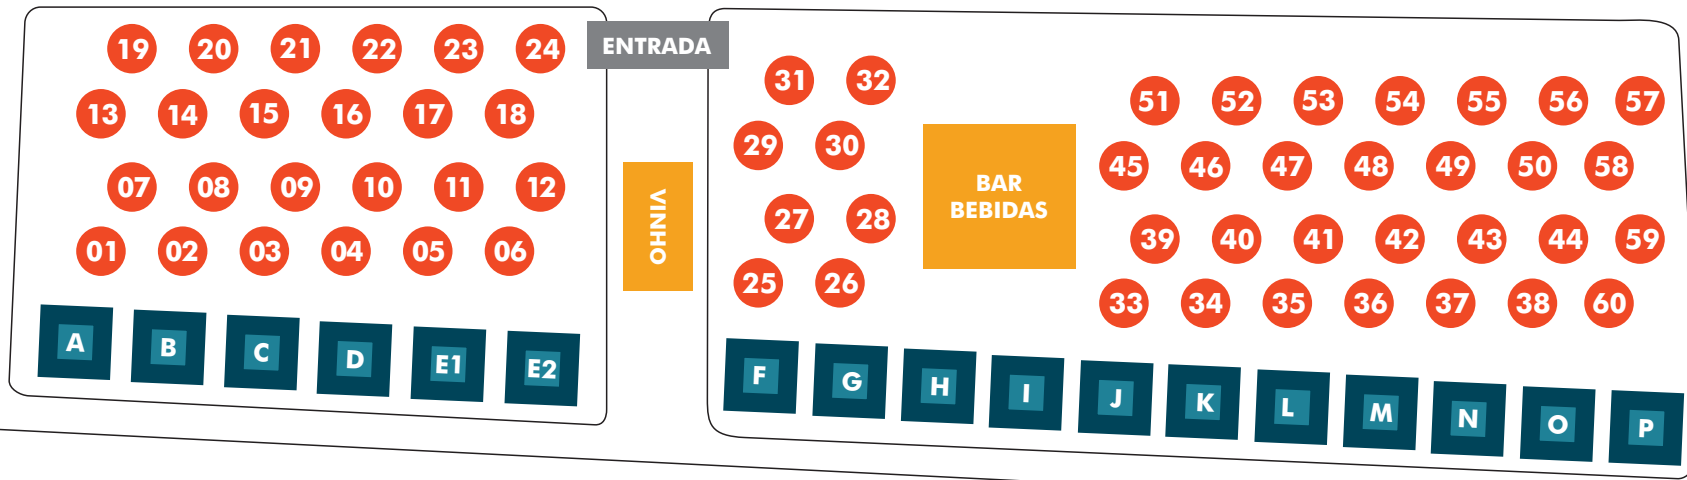 19 20 21 22 23 24
13 14 15 16 17 18
07 08 09 10 11 12
01 02 03 04 05 06
A B C D E1 E2
ENTRADA
VINHO
31 32
29 30
27 28
25 26
BAR
BEBIDAS
51 52 53 54 55 56 57
45 46 47 48 49 50 58
39 40 41 42 43 44 59
33 34 35 36 37 38 60
F G H I J K L M N O P